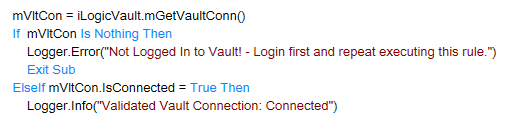 mVltCon = iLogicVault.mGetVaultConn()
If mVltCon Is Nothing Then
Logger.Error("Not Logged In to Vault! - Login first and repeat executing this rule.")
Exit Sub
ElseIf mVltCon.IsConnected = True Then
Logger.Info("Validated Vault Connection: Connected")